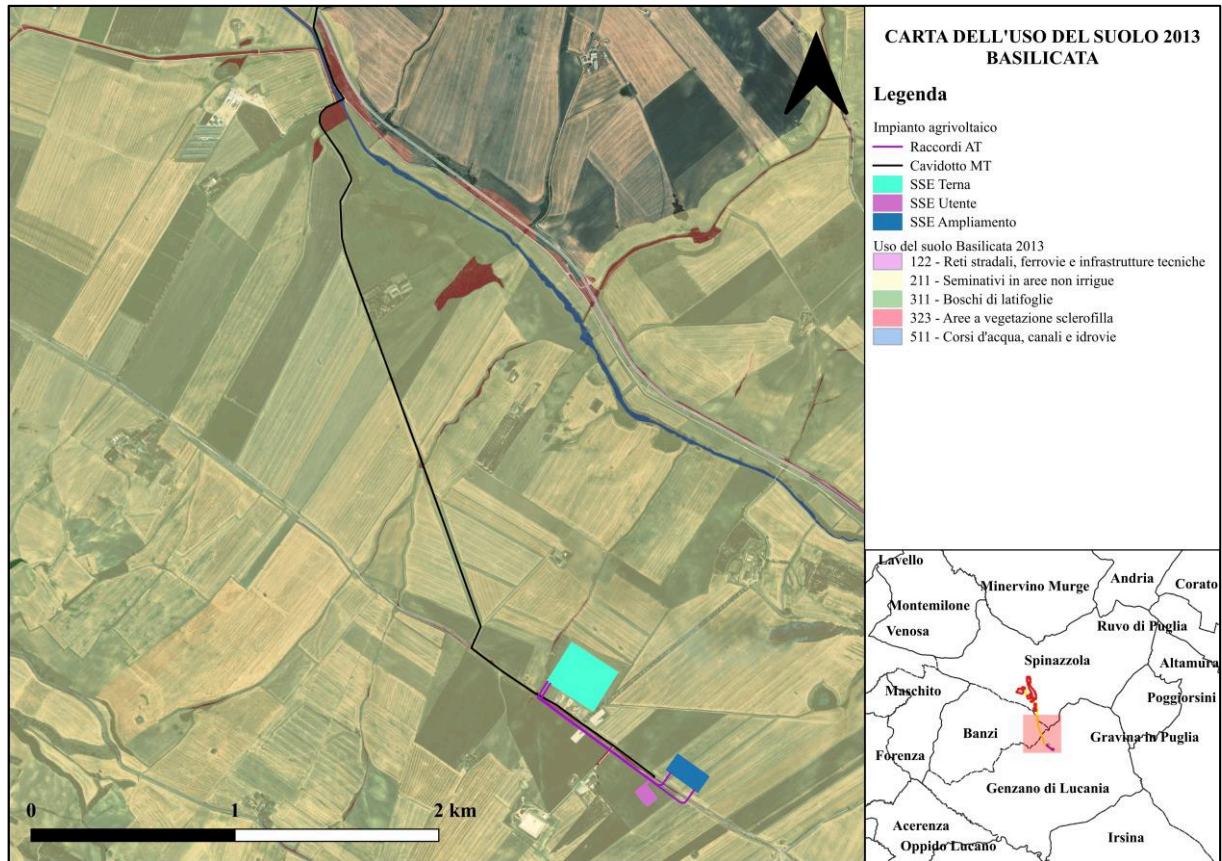 CARTA DELL'USO DEL SUOLO 2013
BASILICATA
Legenda
Impianto agrivoltaico
Raccordi AT
Cavidotto MT
SSE Terna
SSE Utente
SSE Ampliamento
Uso del suolo Basilicata 2013
122 - Reti stradali, ferrovie e infrastrutture tecniche
211 - Seminativi in aree non irrigue
311 - Boschi di latifoglie
323 - Aree a vegetazione sclerofilla
511 - Corsi d'acqua, canali e idrovie
0 1 2 km
Lavello
Minervino Murge
Andria
Corato
Montemilone
Venosa
Ruvo di Puglia
Spinazzola
Altamura
Maschito
Poggiorsini
Banzi
Gravina in Puglia
Forenza
Genzano di Lucania
Acerenza
Oppido Lucano
Irsina